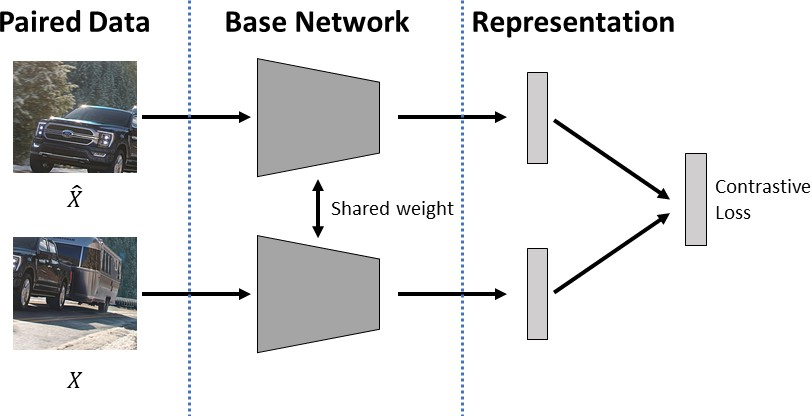 Paired Data
Base Network
Representation
X̂
Shared weight
Contrastive
Loss
X